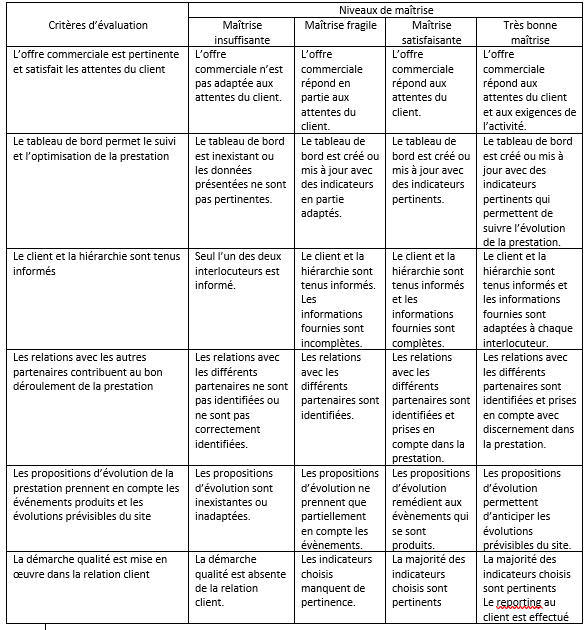 Critères d'évaluation
Niveaux de maîtrise
Maîtrise
insuffisante
Maîtrise fragile
Maîtrise
satisfaisante
Très bonne
maîtrise
L'offre commerciale est pertinente
et satisfait les attentes du client
L'offre
commerciale n'est
pas adaptée aux
attentes du client.
L'offre
commerciale
répond en
partie aux
attentes du
client.
L'offre
commerciale
répond aux
attentes du
client.
L'offre
commerciale
répond aux
attentes du client
et aux exigences de
l'activité.
Le tableau de bord permet le suivi
et l'optimisation de la prestation
Le tableau de bord
est inexistant ou
les données
présentées ne sont
pas pertinentes.
Le tableau de
bord est créé ou
mis à jour avec
des indicateurs
en partie
adaptés.
Le tableau de
bord est créé ou
mis à jour avec
des indicateurs
pertinents.
Le tableau de bord
est créé ou mis à
jour avec des
indicateurs
pertinents qui
permettent de
suivre l'évolution
de la prestation.
Le client et la hiérarchie sont tenus
informés
Seul l'un des deux
interlocuteurs est
informé.
Le client et la
hiérarchie sont
tenus informés.
Les
informations
fournies sont
incomplètes.
Le client et la
hiérarchie sont
tenus informés
et les
informations
fournies sont
complètes.
Le client et la
hiérarchie sont
tenus informés et
les informations
fournies sont
adaptées à chaque
interlocuteur.
Les relations avec les autres
partenaires contribuent au bon
déroulement de la prestation
Les relations avec
les différents
partenaires ne sont
pas identifiées ou
ne sont pas
correctement
identifiées.
Les relations
avec les
différents
partenaires sont
identifiées.
Les relations
avec les
différents
partenaires sont
identifiées et
prises en
compte dans la
prestation.
Les relations avec
les différents
partenaires sont
identifiées et prises
en compte avec
discernement dans
la prestation.
Les propositions d'évolution de la
prestation prennent en compte les
événements produits et les
évolutions prévisibles du site
Les propositions
d'évolution sont
inexistantes ou
inadaptées.
Les propositions
d'évolution ne
prennent que
partiellement
en compte les
évènements.
Les propositions
d'évolution
remédient aux
évènements qui
se sont
produits.
Les propositions
d'évolution
permettent
d'anticiper les
évolutions
prévisibles du site.
La démarche qualité est mise en
œuvre dans la relation client
La démarche
qualité est absente
de la relation
client.
Les indicateurs
choisis
manquent de
pertinence.
La majorité des
indicateurs
choisis sont
pertinents
La majorité des
indicateurs choisis
sont pertinents
Le reporting au
client est effectué